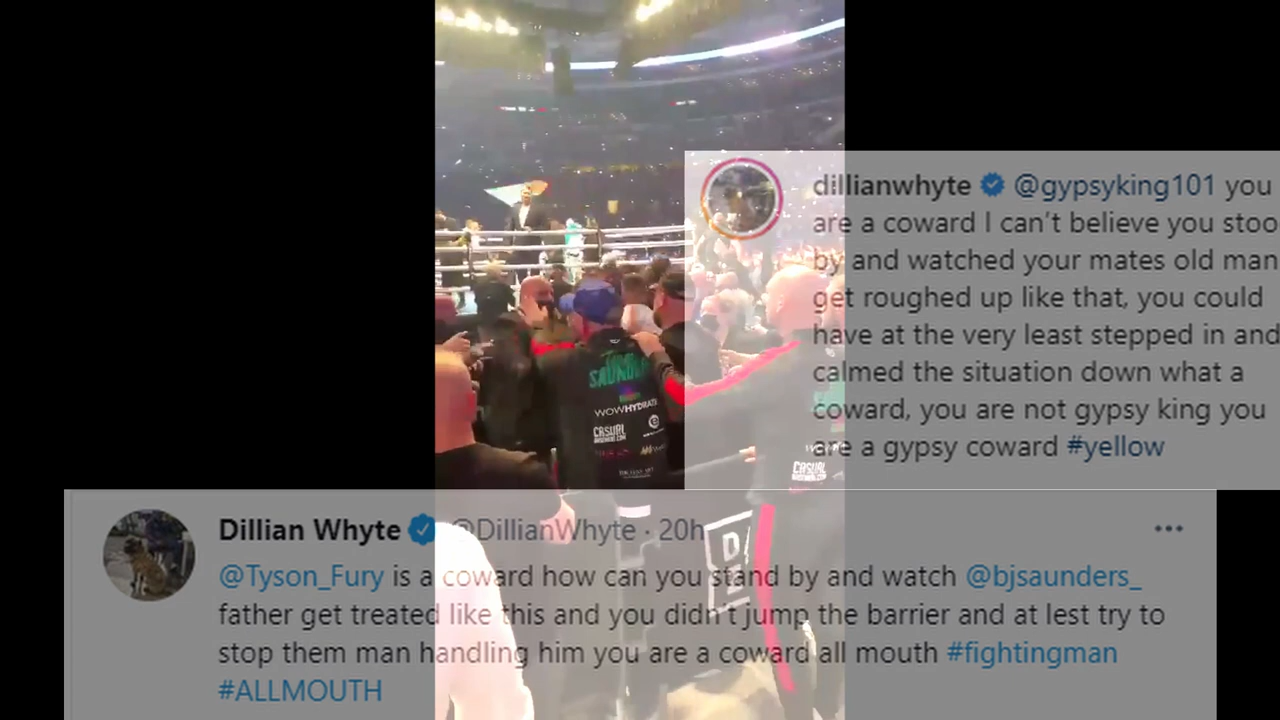 dillianwhyte @gypsyking101 you
are a coward I can't believe you stoo
by and watched your mates old man
get roughed up like that, you could
have at the very least stepped in and
calmed the situation down what a
coward, you are not gypsy king you
are a gypsy coward #yellow
SAUNDE
WOWHYDRATE
CASUAL
CASUAL
DA
Dillian Whyte @DillianWhyte · 20h
@Tyson_Fury is a coward how can you stand by and watch @bjsaunders_
father get treated like this and you didn't jump the barrier and at lest try to
stop them man handling him you are a coward all mouth #fightingman
#ALLMOUTH